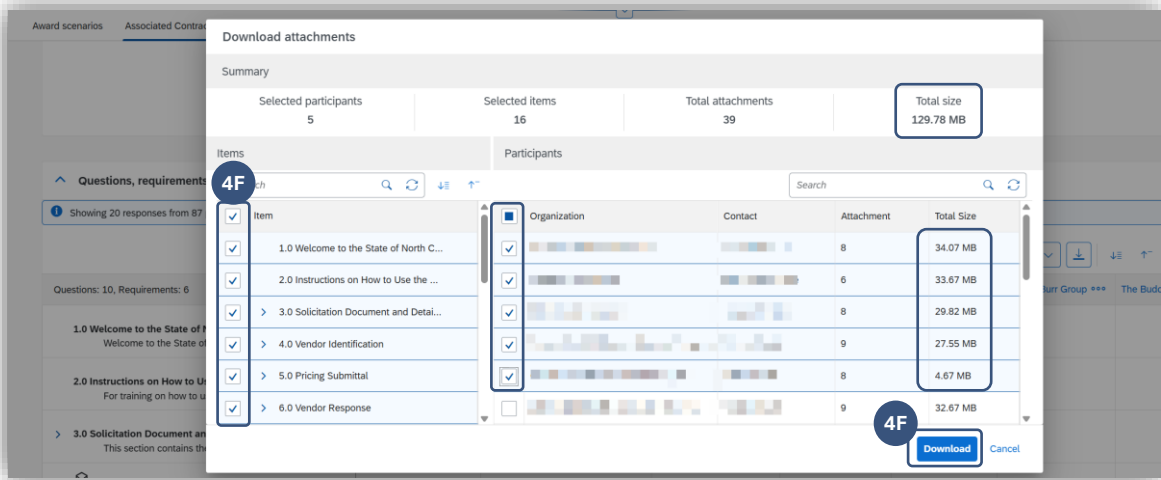 Award scenarios Associated Contrac
Download attachments
Summary
Selected participants Selected items Total attachments Total size
5 16 39 129.78 MB
Items Participants
Questions, requirements
4F ch Search
Showing 20 responses from 87
Item Organization Contact Attachment Total Size
1.0 Welcome to the State of North C... 8 34.07 MB
2.0 Instructions on How to Use the ... 6 33.67 MB
Questions: 10, Requirements: 6 urr Group The Budd
3.0 Solicitation Document and Detai... 8 29.82 MB
1.0 Welcome to the State of N
Welcome to the State of
4.0 Vendor Identification 9 27.55 MB
5.0 Pricing Submittal 8 4.67 MB
2.0 Instructions on How to Us
For training on how to u
6.0 Vendor Response 9 32.67 MB
4F
3.0 Solicitation Document an
This section contains the
Download Cancel